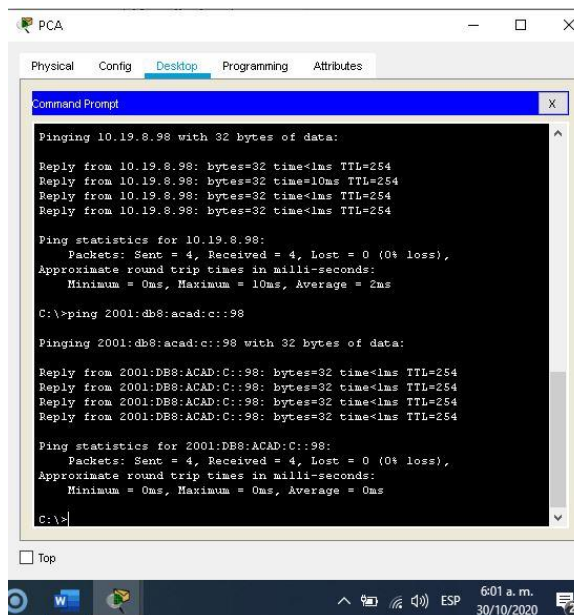 PCA
Physical Config Desktop Programming Attributes
Command Prompt X
Pinging 10.19.8.98 with 32 bytes of data:
Reply from 10.19.8.98: bytes=32 time<1ms TTL=254
Reply from 10.19.8.98: bytes=32 time=10ms TTL=254
Reply from 10.19.8.98: bytes=32 time<1ms TTL=254
Reply from 10.19.8.98: bytes=32 time<1ms TTL=254
Ping statistics for 10.19.8.98:
Packets: Sent = 4, Received = 4, Lost = 0 (0% loss),
Approximate round trip times in milli-seconds:
Minimum = 0ms, Maximum = 10ms, Average = 2ms
C:\>ping 2001:db8:acad:c::98
Pinging 2001:db8:acad:c::98 with 32 bytes of data:
Reply from 2001:DB8:ACAD:C::98: bytes=32 time<1ms TTL=254
Reply from 2001:DB8:ACAD:C::98: bytes=32 time<1ms TTL=254
Reply from 2001:DB8:ACAD:C::98: bytes=32 time<1ms TTL=254
Reply from 2001:DB8:ACAD:C::98: bytes=32 time<1ms TTL=254
Ping statistics for 2001:DB8:ACAD:C::98:
Packets: Sent = 4, Received = 4, Lost = 0 (0% loss),
Approximate round trip times in milli-seconds:
Minimum = 0ms, Maximum = 0ms, Average = 0ms
C:\>
Top
W ESP 6:01 a. m.
30/10/2020